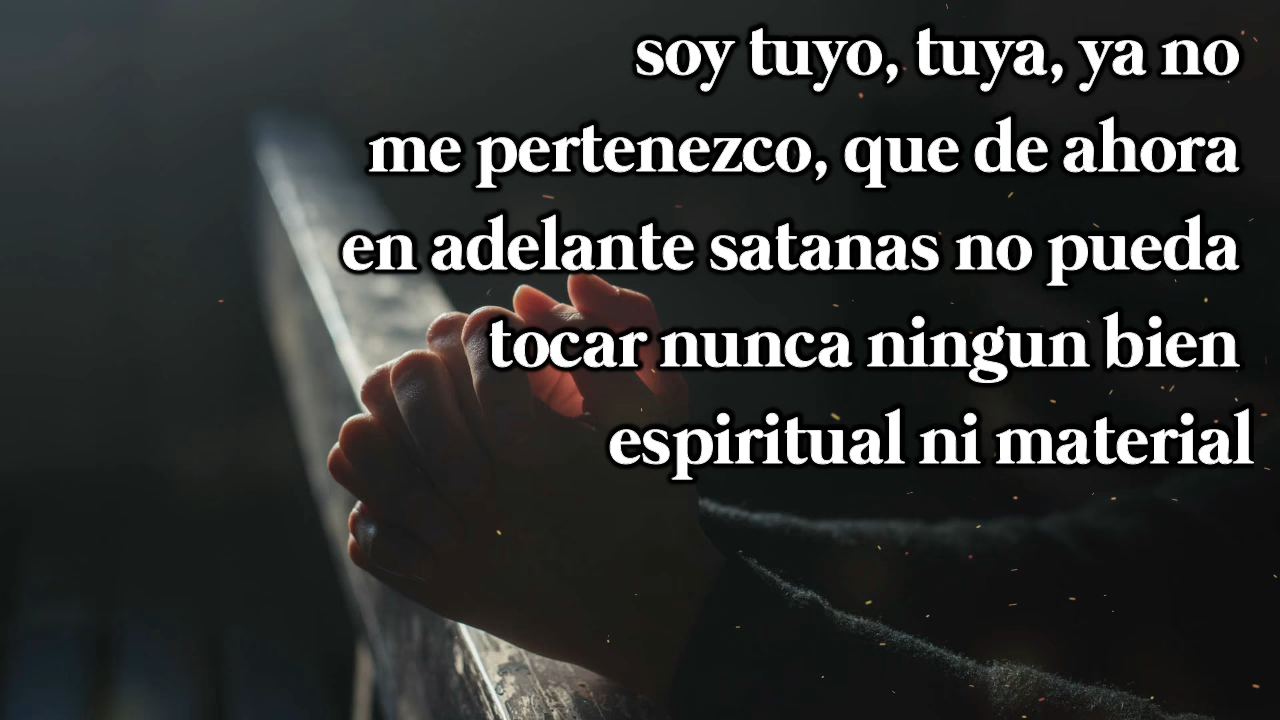 soy tuyo, tuya, ya no
me pertenezco, que de ahora
en adelante satanas no pueda
tocar nunca ningun bien
espiritual ni material